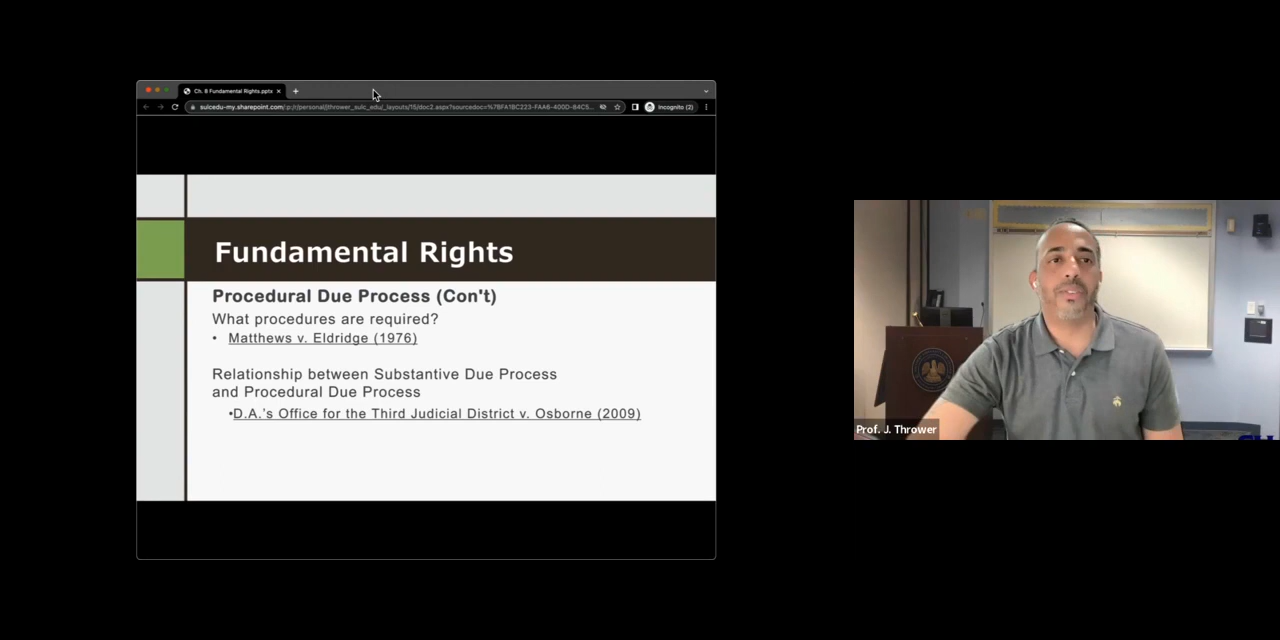 Ch. 8 Fundamental Rights.pptx
Incognito (2)
Fundamental Rights
Procedural Due Process (Con't)
What procedures are required?
• Matthews v. Eldridge (1976)
Relationship between Substantive Due Process
and Procedural Due Process
•D.A.'s Office for the Third Judicial District v. Osborne (2009)
Prof. J. Thrower